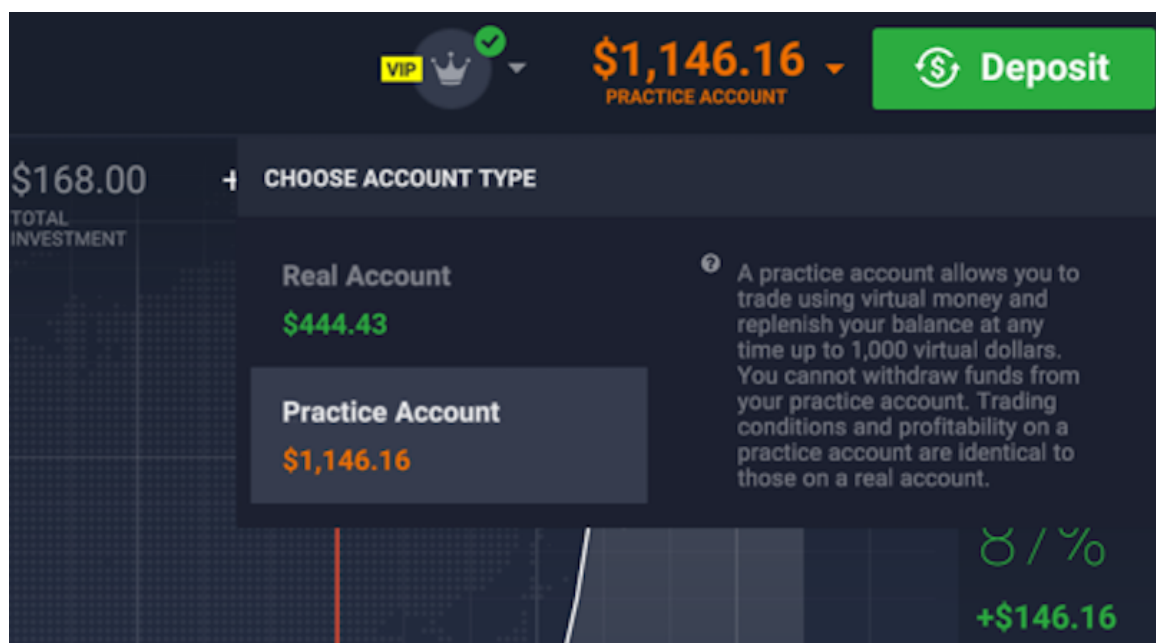 VIP
$1,146.16
PRACTICE ACCOUNT
Deposit
$168.00
TOTAL
INVESTMENT
+
CHOOSE ACCOUNT TYPE
Real Account
$444.43
Practice Account
$1,146.16
A practice account allows you to
trade using virtual money and
replenish your balance at any
time up to 1,000 virtual dollars.
You cannot withdraw funds from
your practice account. Trading
conditions and profitability on a
practice account are identical to
those on a real account.
87%
+$146.16